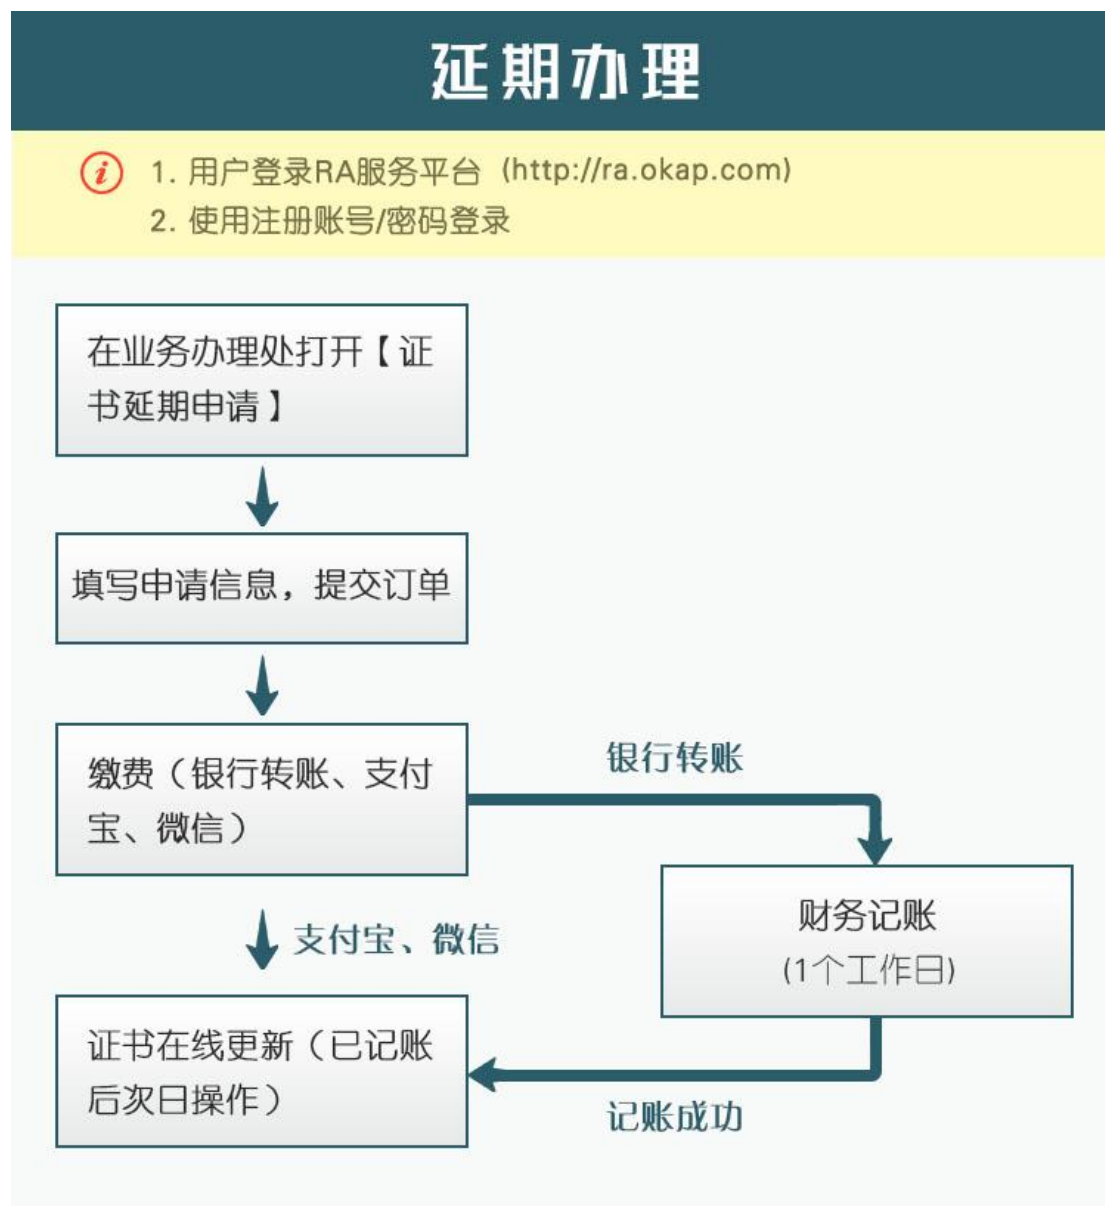 延期办理
1. 用户登录RA服务平台 (http://ra.okap.com)
2. 使用注册账号/密码登录
在业务办理处打开【证
书延期申请】
填写申请信息，提交订单
缴费（银行转账、支付
宝、微信）
银行转账
财务记账
(1个工作日)
支付宝、微信
证书在线更新（已记账
后次日操作）
记账成功